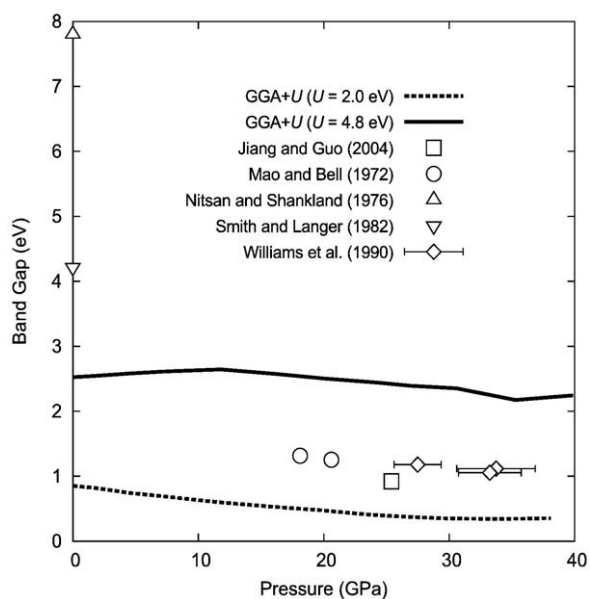 8
7
6
5
4
3
2
1
0
Band Gap (eV)
GGA+U (U = 2.0 eV)
GGA+U (U = 4.8 eV)
Jiang and Guo (2004)
Mao and Bell (1972)
Nitsan and Shankland (1976)
Smith and Langer (1982)
Williams et al. (1990)
0 10 20 30 40
Pressure (GPa)